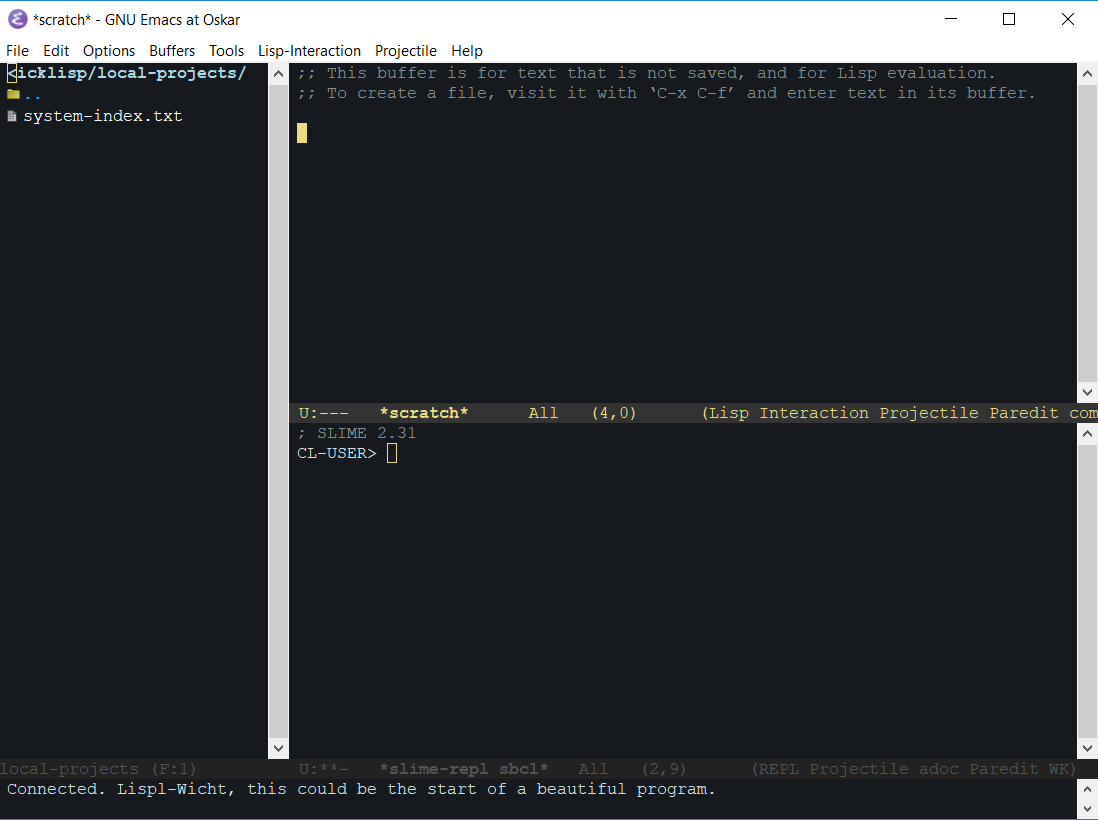 *scratch* - GNU Emacs at Oskar
File Edit Options Buffers Tools Lisp-Interaction Projectile Help
<icklisp/local-projects/
..
system-index.txt
;; This buffer is for text that is not saved, and for Lisp evaluation.
;; To create a file, visit it with ‘C-x C-f’ and enter text in its buffer.
U:--- *scratch* All (4,0) (Lisp Interaction Projectile Paredit com
; SLIME 2.31
CL-USER>
local-projects (F:1)
U:**- *slime-repl sbcl* All (2,9) (REPL Projectile adoc Paredit WK)
Connected. Lispl-Wicht, this could be the start of a beautiful program.